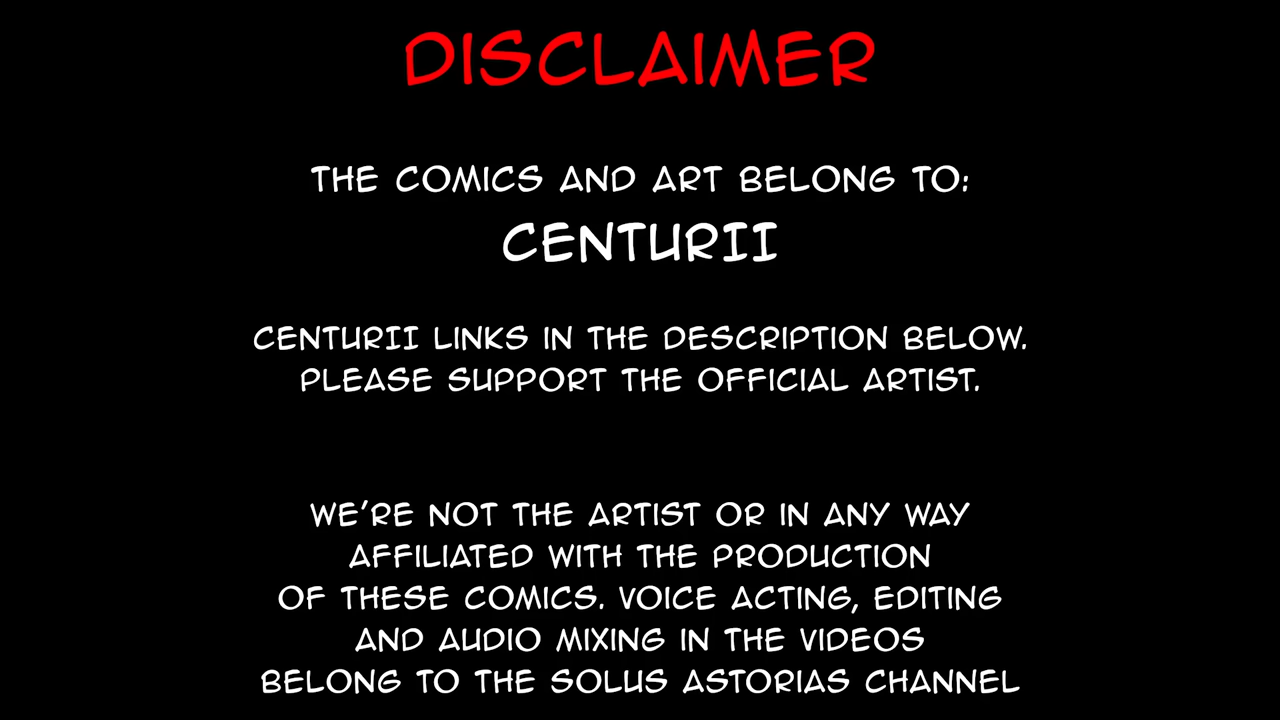 DISCLAIMER
THE COMICS AND ART BELONG TO:
CENTURII
CENTURII LINKS IN THE DESCRIPTION BELOW.
PLEASE SUPPORT THE OFFICIAL ARTIST.
WE'RE NOT THE ARTIST OR IN ANY WAY
AFFILIATED WITH THE PRODUCTION
OF THESE COMICS. VOICE ACTING, EDITING
AND AUDIO MIXING IN THE VIDEOS
BELONG TO THE SOLUS ASTORIAS CHANNEL